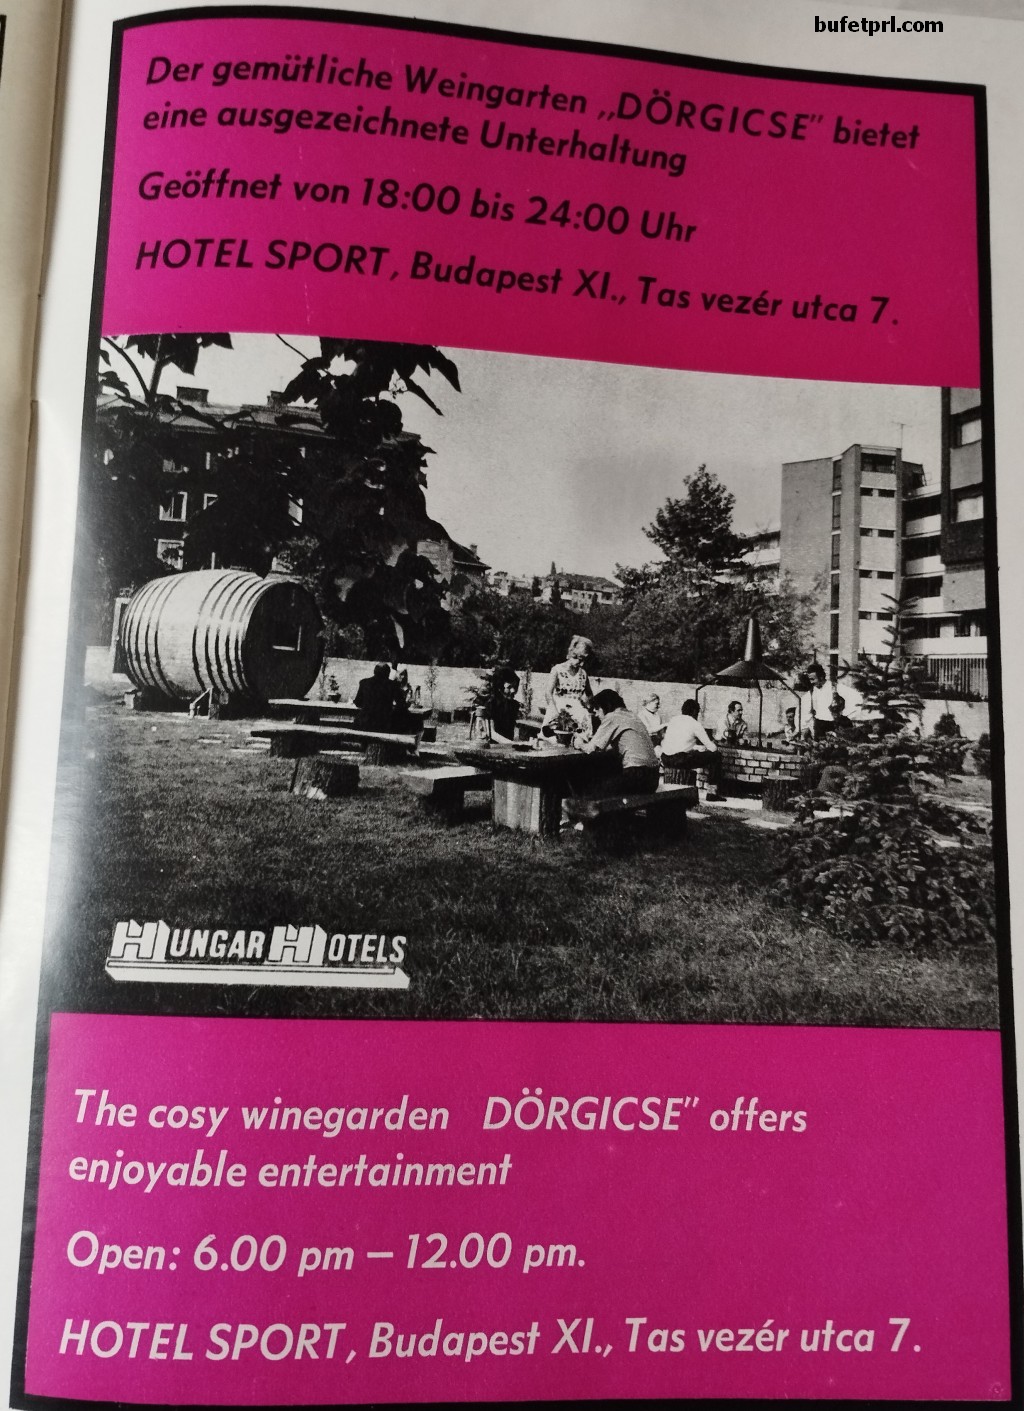 bufetprl.com
Der gemütliche Weingarten „DÖRGICSE" bietet
eine ausgezeichnete Unterhaltung
Geöffnet von 18:00 bis 24:00 Uhr
HOTEL SPORT, Budapest XI., Tas vezér utca 7.
HUNGAR HOTELS
The cosy winegarden DÖRGICSE" offers
enjoyable entertainment
Open: 6.00 pm – 12.00 pm.
HOTEL SPORT, Budapest XI., Tas vezér utca 7.